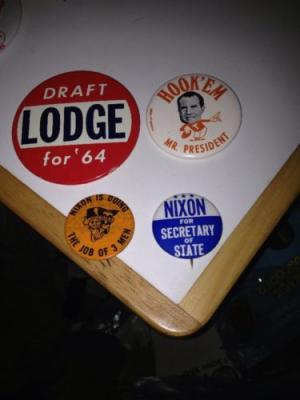 DRAFT
LODGE
for '64
HOOK'EM
MR. PRESIDENT
NIXON IS DOING
THE JOB OF 3 MEN
NIXON
FOR
SECRETARY
OF
STATE